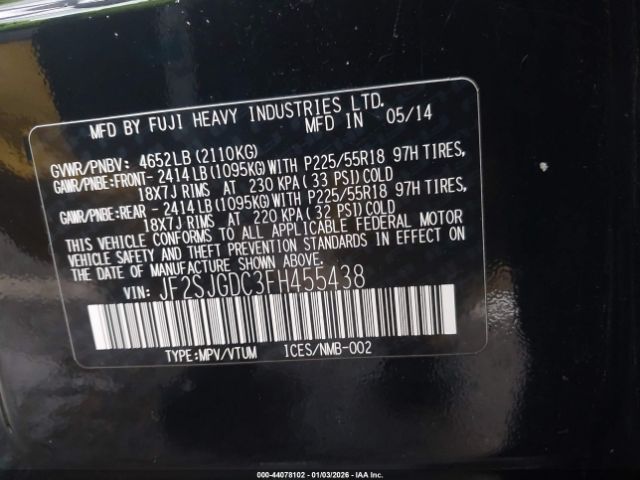 MFD BY FUJI HEAVY INDUSTRIES LTD.
MFD IN 05/14
GVWR/PNBV: 4652LB(2110KG)
GAWR/PNBE:FRONT- 2414LB(1095KG)WITH P225/55R18 97H TIRES,
18X7J RIMS AT 230 KPA(33 PSI)COLD
GAWR/PNBE:REAR - 2414LB(1095KG)WITH P225/55R18 97H TIRES,
18X7J RIMS AT 220 KPA(32 PSI)COLD
THIS VEHICLE CONFORMS TO ALL APPLICABLE FEDERAL MOTOR
VEHICLE SAFETY AND THEFT PREVENTION STANDARDS IN EFFECT
ON THE DATE OF MANUFACTURE SHOWN ABOVE.
VIN: JF2SJGDC3FH455438
TYPE:MPV/VTUM ICES/NMB-002
000-44078102 - 01/03/2026 - IAA Inc.